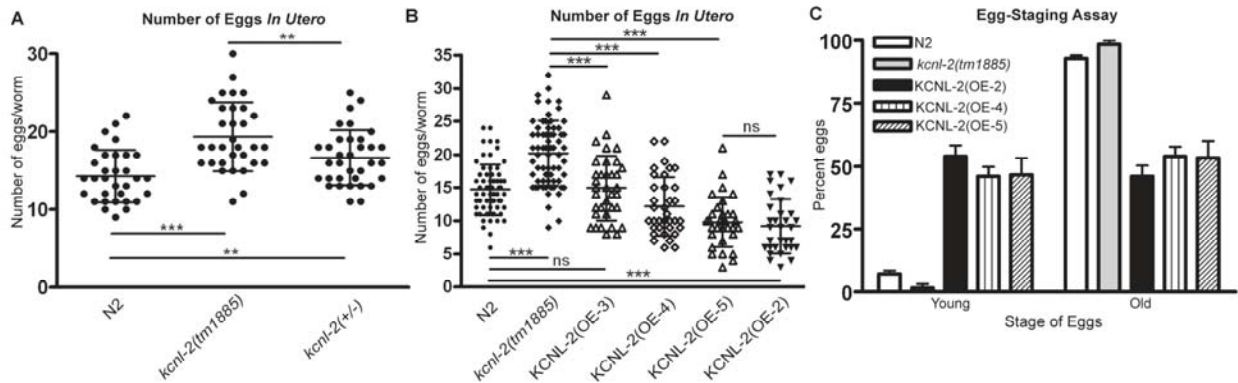 A
Number of Eggs In Utero
**
Number of eggs/worm
30
20
10
0
***
**
N2
kcnl-2(tm1885)
kcnl-2(+/-)
B
Number of Eggs In Utero
***
***
***
ns
Number of eggs/worm
35
30
25
20
15
10
5
0
***
ns
***
N2
kcnl-2(tm1885)
KCNL-2(OE-3)
KCNL-2(OE-4)
KCNL-2(OE-5)
KCNL-2(OE-2)
C
Egg-Staging Assay
Percent eggs
100
75
50
25
0
N2
kcnl-2(tm1885)
KCNL-2(OE-2)
KCNL-2(OE-4)
KCNL-2(OE-5)
Young
Old
Stage of Eggs